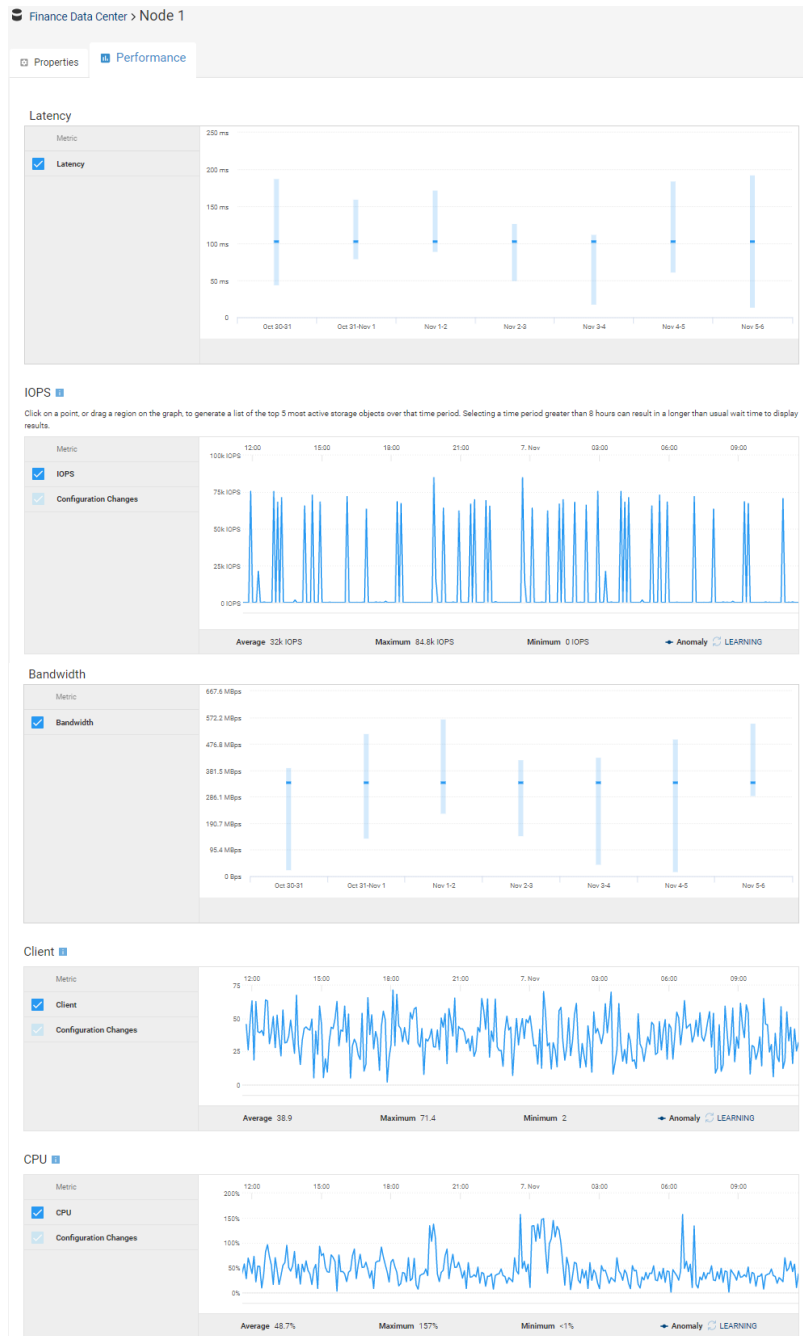 Finance Data Center > Node 1
Properties
Performance
Latency
Metric
Latency
250 ms
200 ms
150 ms
100 ms
50 ms
0
Oct 30-31 Oct 31-Nov 1 Nov 1-2 Nov 2-3 Nov 3-4 Nov 4-5 Nov 5-6
IOPS
Click on a point, or drag a region on the graph, to generate a list of the top 5 most active storage objects over that time period. Selecting a time period greater than 8 hours can result in a longer than usual wait time to display
results.
Metric
IOPS
Configuration Changes
12:00 15:00 18:00 21:00 7. Nov 03:00 06:00 09:00
100k IOPS
75k IOPS
50k IOPS
25k IOPS
0 IOPS
Average 32k IOPS Maximum 84.8k IOPS Minimum 0 IOPS Anomaly LEARNING
Bandwidth
Metric
Bandwidth
667.6 MBps
572.2 MBps
476.8 MBps
381.5 MBps
286.1 MBps
190.7 MBps
95.4 MBps
0 Bps
Oct 30-31 Oct 31-Nov 1 Nov 1-2 Nov 2-3 Nov 3-4 Nov 4-5 Nov 5-6
Client
Metric
Client
Configuration Changes
12:00 15:00 18:00 21:00 7. Nov 03:00 06:00 09:00
75
50
25
0
Average 38.9 Maximum 71.4 Minimum 2 Anomaly LEARNING
CPU
Metric
CPU
Configuration Changes
12:00 15:00 18:00 21:00 7. Nov 03:00 06:00 09:00
200%
150%
100%
50%
0%
Average 48.7% Maximum 157% Minimum <1% Anomaly LEARNING